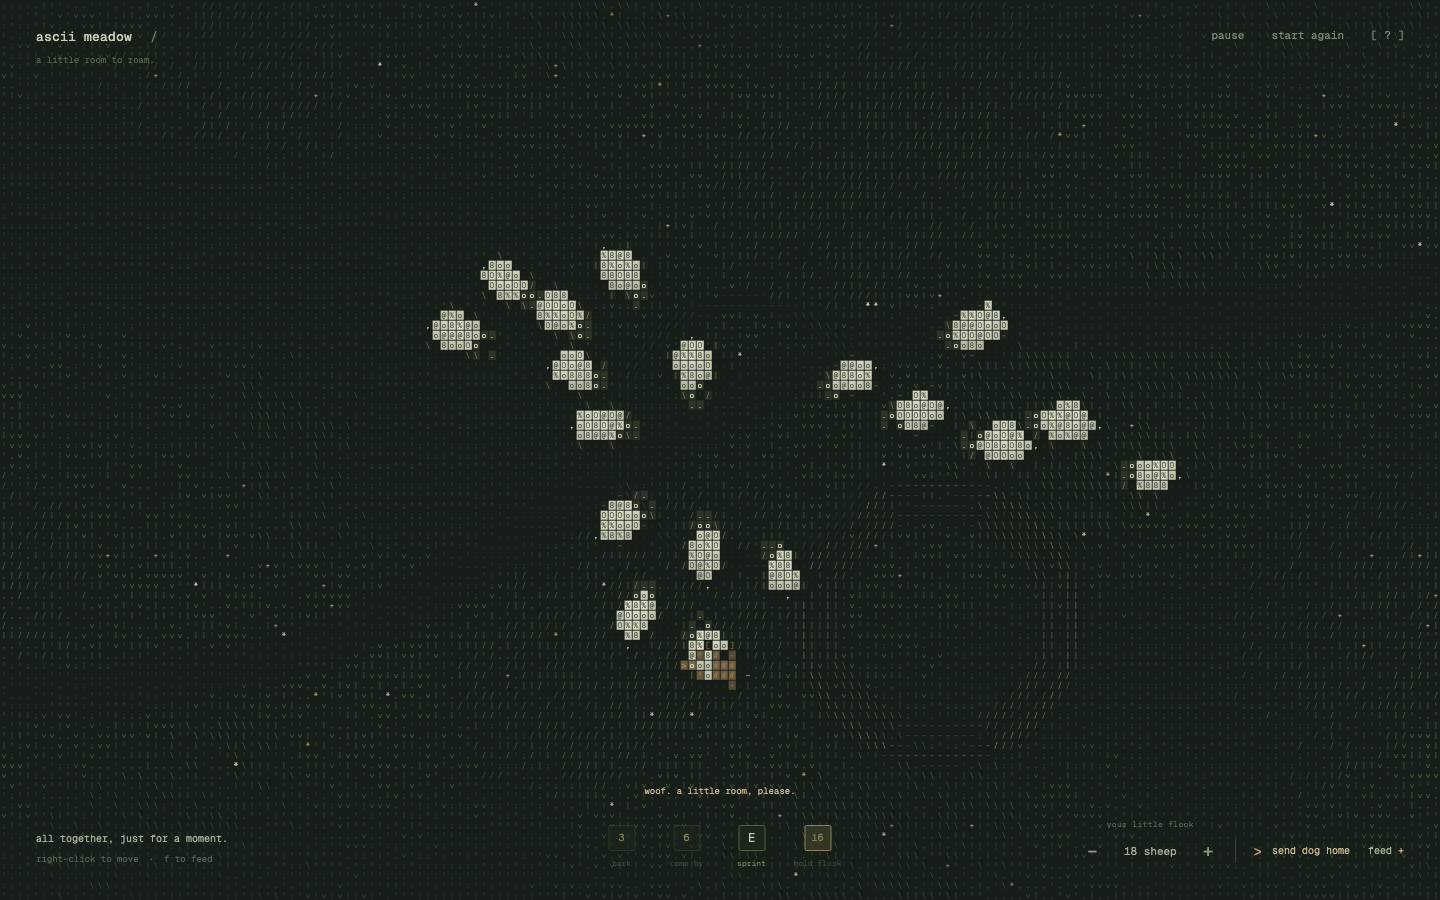 ascii meadow /
a little room to roam.
pause start again [ ? ]
woof. a little room, please.
3 6 E 16
bark come by sprint hold flock
all together, just for a moment.
right-click to move · f to feed
your little flock
− 18 sheep + > send dog home feed +